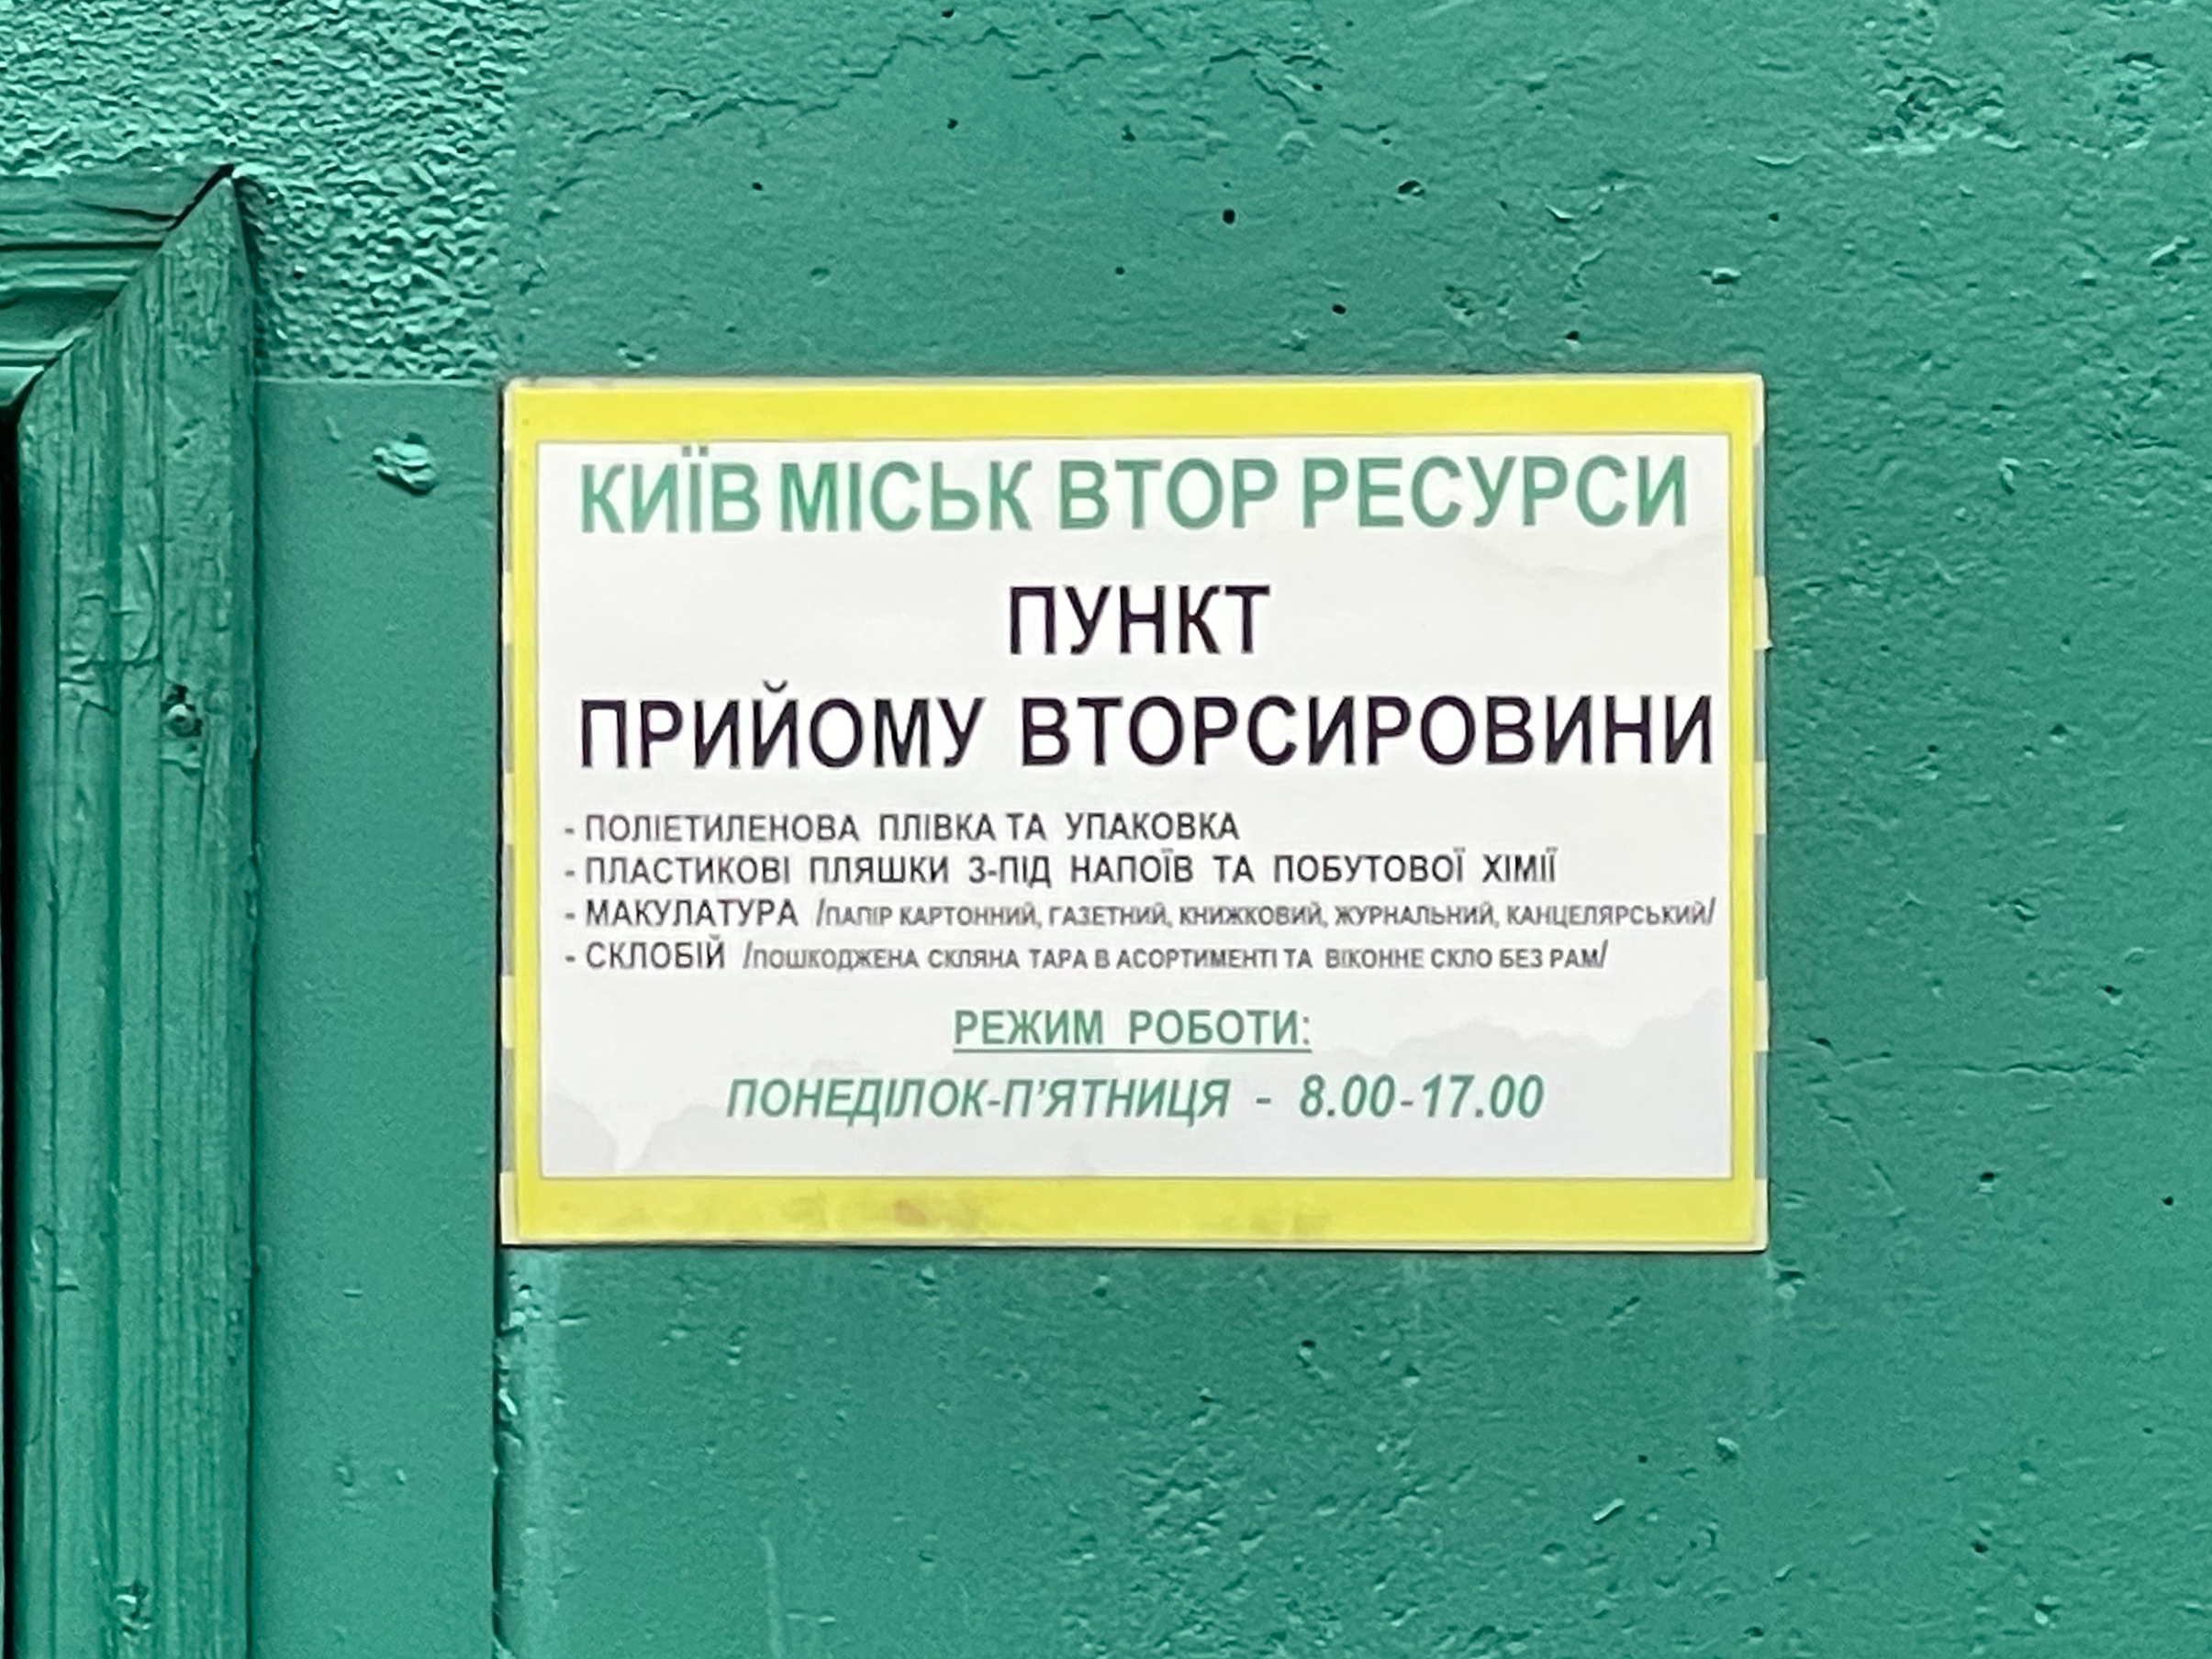 КИЇВ МІСЬК ВТОР РЕСУРСИ
ПУНКТ
ПРИЙОМУ ВТОРСИРОВИНИ
- ПОЛІЕТИЛЕНОВА ПЛІВКА ТА УПАКОВКА
- ПЛАСТИКОВІ ПЛЯШКИ З-ПІД НАПОЇВ ТА ПОБУТОВОЇ ХІМІЇ
- МАКУЛАТУРА /ПАПІР КАРТОННИЙ, ГАЗЕТНИЙ, КНИЖКОВИЙ, ЖУРНАЛЬНИЙ, КАНЦЕЛЯРСЬКИЙ/
- СКЛОБІЙ /ПОШКОДЖЕНА СКЛЯНА ТАРА В АСОРТИМЕНТІ ТА ВІКОННЕ СКЛО БЕЗ РАМ/
РЕЖИМ РОБОТИ:
ПОНЕДІЛОК-П'ЯТНИЦЯ - 8.00-17.00